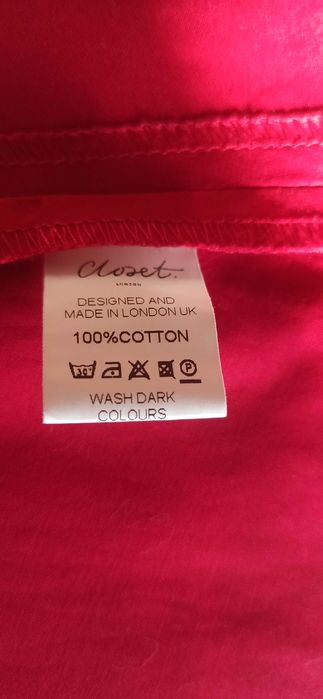 Closet.
LONDON
DESIGNED AND
MADE IN LONDON UK
100%COTTON
30° P
WASH DARK
COLOURS